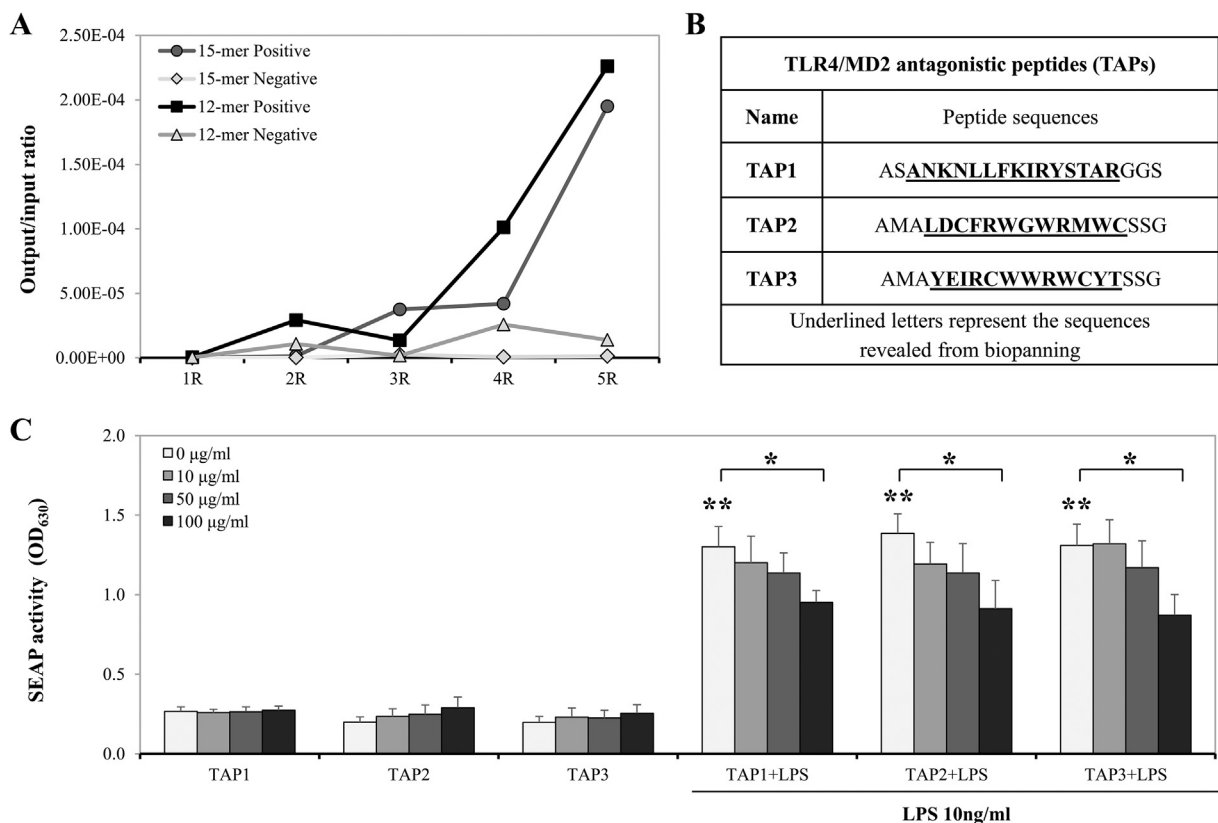 A
2.50E-04
2.00E-04
1.50E-04
1.00E-04
5.00E-05
0.00E+00
Output/input ratio
15-mer Positive
15-mer Negative
12-mer Positive
12-mer Negative
1R 2R 3R 4R 5R
B
TLR4/MD2 antagonistic peptides (TAPs)
Name Peptide sequences
TAP1 ASANKNLLFKIRYSTARGGS
TAP2 AMALDCFRWGWRMWCSSG
TAP3 AMAYEIRCWWRWCYTSSG
Underlined letters represent the sequences
revealed from biopanning
C
2.0
1.5
1.0
0.5
0.0
SEAP activity (OD630)
0 μg/ml
10 μg/ml
50 μg/ml
100 μg/ml
* * *
** ** **
TAP1 TAP2 TAP3 TAP1+LPS TAP2+LPS TAP3+LPS
LPS 10ng/ml